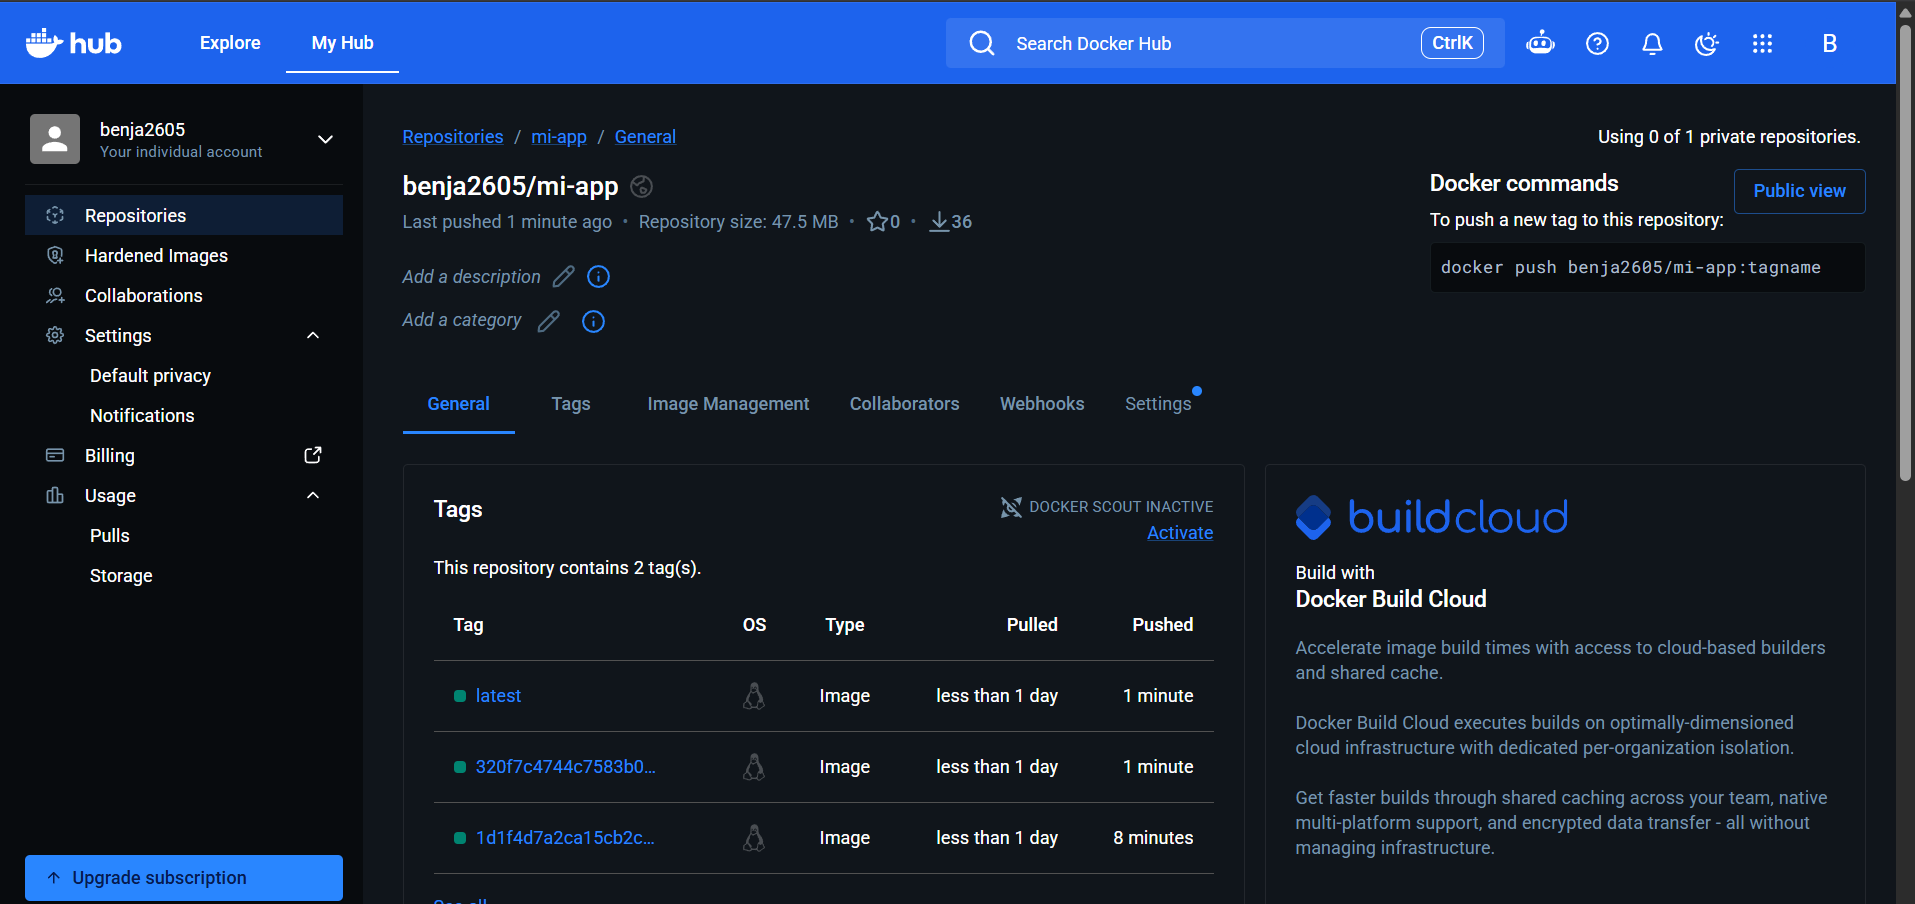 hub
Explore
My Hub
Search Docker Hub
CtrlK
B
benja2605
Your individual account
Repositories
Hardened Images
Collaborations
Settings
Default privacy
Notifications
Billing
Usage
Pulls
Storage
Upgrade subscription
Repositories / mi-app / General
Using 0 of 1 private repositories.
benja2605/mi-app
Last pushed 1 minute ago • Repository size: 47.5 MB • 0 • 36
Add a description
Add a category
Docker commands
Public view
To push a new tag to this repository:
docker push benja2605/mi-app:tagname
General
Tags
Image Management
Collaborators
Webhooks
Settings
Tags
DOCKER SCOUT INACTIVE
Activate
This repository contains 2 tag(s).
Tag OS Type Pulled Pushed
latest Image less than 1 day 1 minute
320f7c4744c7583b0... Image less than 1 day 1 minute
1d1f4d7a2ca15cb2c... Image less than 1 day 8 minutes
See all
buildcloud
Build with
Docker Build Cloud
Accelerate image build times with access to cloud-based builders
and shared cache.
Docker Build Cloud executes builds on optimally-dimensioned
cloud infrastructure with dedicated per-organization isolation.
Get faster builds through shared caching across your team, native
multi-platform support, and encrypted data transfer - all without
managing infrastructure.